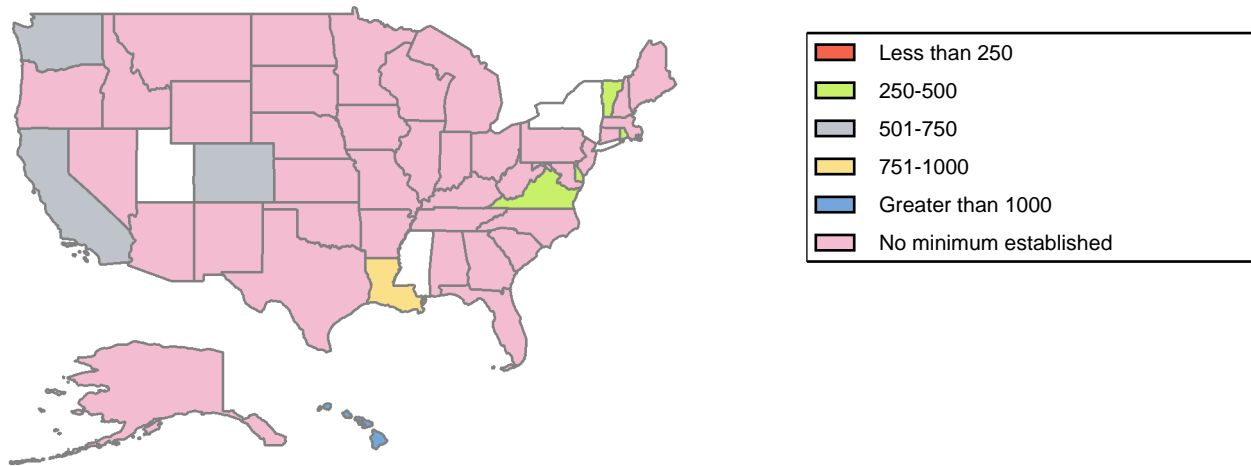 Less than 250
250-500
501-750
751-1000
Greater than 1000
No minimum established